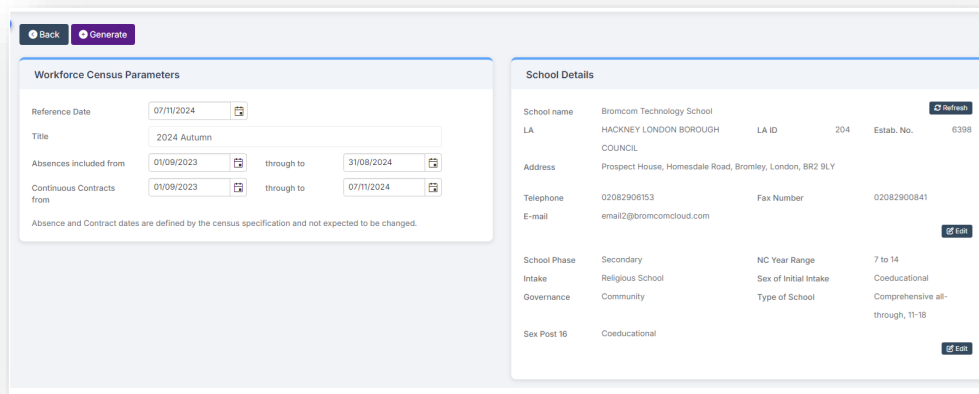 Back Generate
Workforce Census Parameters
Reference Date 07/11/2024
Title 2024 Autumn
Absences included from 01/09/2023 through to 31/08/2024
Continuous Contracts from 01/09/2023 through to 07/11/2024
Absence and Contract dates are defined by the census specification and not expected to be changed.
School Details
School name Bromcom Technology School Refresh
LA HACKNEY LONDON BOROUGH COUNCIL LA ID 204 Estab. No. 6398
Address Prospect House, Homesdale Road, Bromley, London, BR2 9LY
Telephone 02082906153 Fax Number 02082900841
E-mail email2@bromcomcloud.com
Edit
School Phase Secondary NC Year Range 7 to 14
Intake Religious School Sex of Initial Intake Coeducational
Governance Community Type of School Comprehensive all-through, 11-18
Sex Post 16 Coeducational
Edit